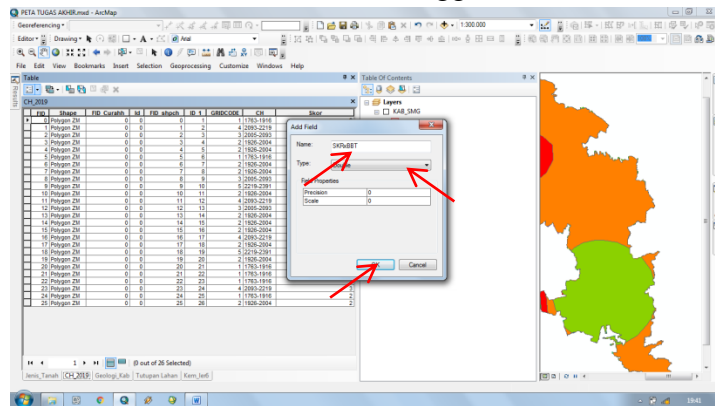 PETA TUGAS AKHIR.mxd - ArcMap
Georeferencing
1:300.000
Editor Drawing Arial
File Edit View Bookmarks Insert Selection Geoprocessing Customize Windows Help
Table
Table Of Contents
Results
CH_2019
Layers
KAB_SMG
FID Shape FID_Curahh Id FID_shpch ID_1 GRIDCODE CH Skor
0 Polygon ZM 0 0 0 1 1 1763-1916
1 Polygon ZM 0 0 1 2 4 2093-2219
2 Polygon ZM 0 0 2 3 3 2005-2093
3 Polygon ZM 0 0 3 4 2 1926-2004
4 Polygon ZM 0 0 4 5 2 1926-2004
5 Polygon ZM 0 0 5 6 1 1763-1916
6 Polygon ZM 0 0 6 7 2 1926-2004
7 Polygon ZM 0 0 7 8 2 1926-2004
8 Polygon ZM 0 0 8 9 3 2005-2093
9 Polygon ZM 0 0 9 10 5 2219-2391
10 Polygon ZM 0 0 10 11 2 1926-2004
11 Polygon ZM 0 0 11 12 4 2093-2219
12 Polygon ZM 0 0 12 13 3 2005-2093
13 Polygon ZM 0 0 13 14 2 1926-2004
14 Polygon ZM 0 0 14 15 2 1926-2004
15 Polygon ZM 0 0 15 16 2 1926-2004
16 Polygon ZM 0 0 16 17 4 2093-2219
17 Polygon ZM 0 0 17 18 2 1926-2004
18 Polygon ZM 0 0 18 19 5 2219-2391
19 Polygon ZM 0 0 19 20 2 1926-2004
20 Polygon ZM 0 0 20 21 1 1763-1916
21 Polygon ZM 0 0 21 22 1 1763-1916
22 Polygon ZM 0 0 22 23 1 1763-1916
23 Polygon ZM 0 0 23 24 4 2093-2219 3
24 Polygon ZM 0 0 24 25 1 1763-1916 2
25 Polygon ZM 0 0 25 26 2 1926-2004 2
Add Field
Name: SKRxBBT
Type:
Field Properties
Precision 0
Scale 0
OK Cancel
1 (0 out of 26 Selected)
Jenis_Tanah CH_2019 Geologi_Kab Tutupan Lahan Kem_ler6
19:41